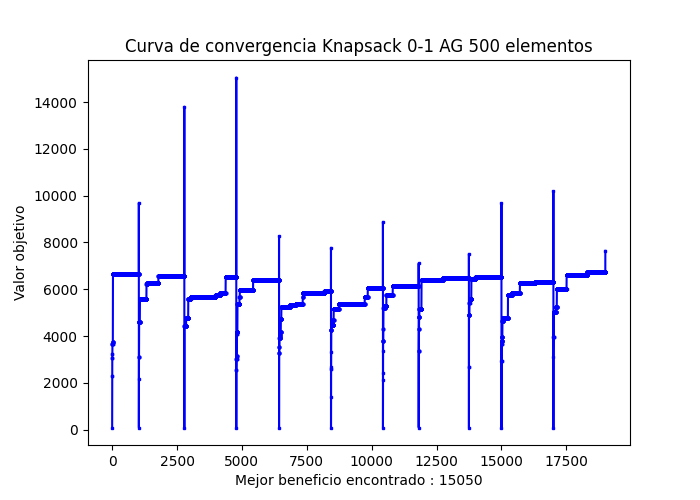 Curva de convergencia Knapsack 0-1 AG 500 elementos
14000
12000
10000
8000
6000
4000
2000
0
Valor objetivo
0 2500 5000 7500 10000 12500 15000 17500
Mejor beneficio encontrado : 15050